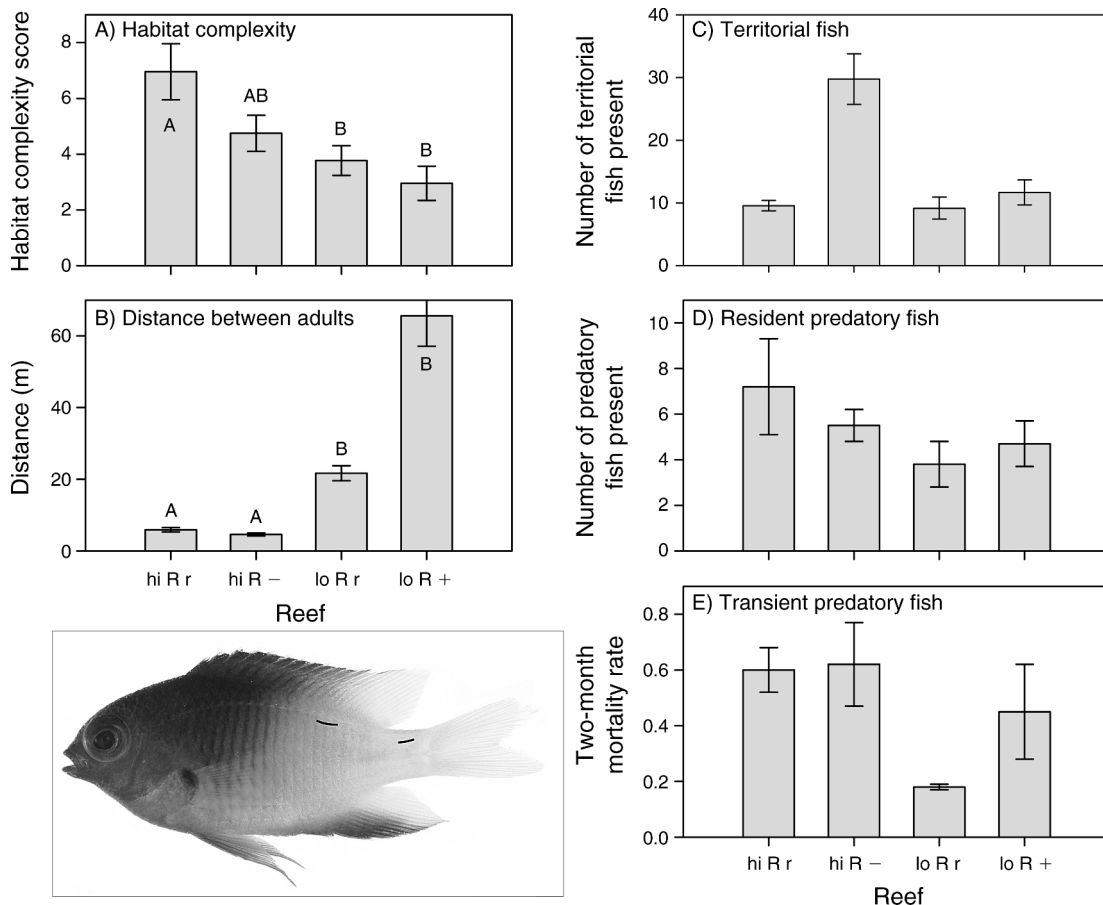 A) Habitat complexity
Habitat complexity score
8
6
4
2
0
A
AB
B
B
B) Distance between adults
Distance (m)
60
40
20
0
A
A
B
B
hi R r
hi R −
lo R r
lo R +
Reef
C) Territorial fish
Number of territorial
fish present
40
30
20
10
0
D) Resident predatory fish
Number of predatory
fish present
10
8
6
4
2
0
E) Transient predatory fish
Two-month
mortality rate
0.8
0.6
0.4
0.2
0.0
hi R r
hi R −
lo R r
lo R +
Reef